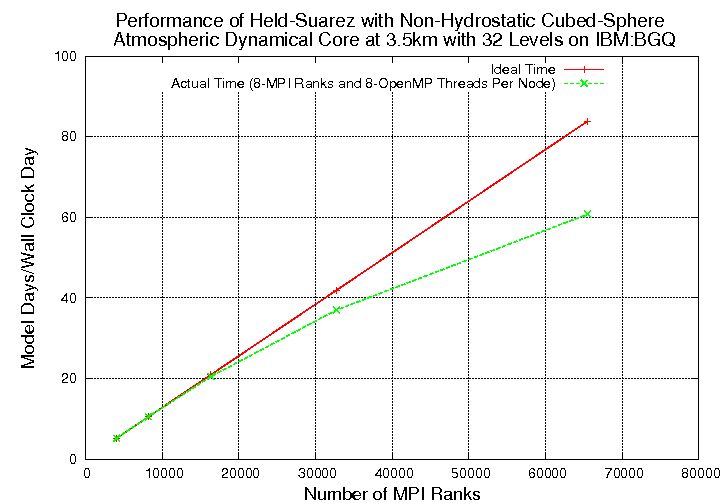 Performance of Held-Suarez with Non-Hydrostatic Cubed-Sphere
Atmospheric Dynamical Core at 3.5km with 32 Levels on IBM:BGQ
Ideal Time
Actual Time (8-MPI Ranks and 8-OpenMP Threads Per Node)
Model Days/Wall Clock Day
100
80
60
40
20
0
0 10000 20000 30000 40000 50000 60000 70000 80000
Number of MPI Ranks